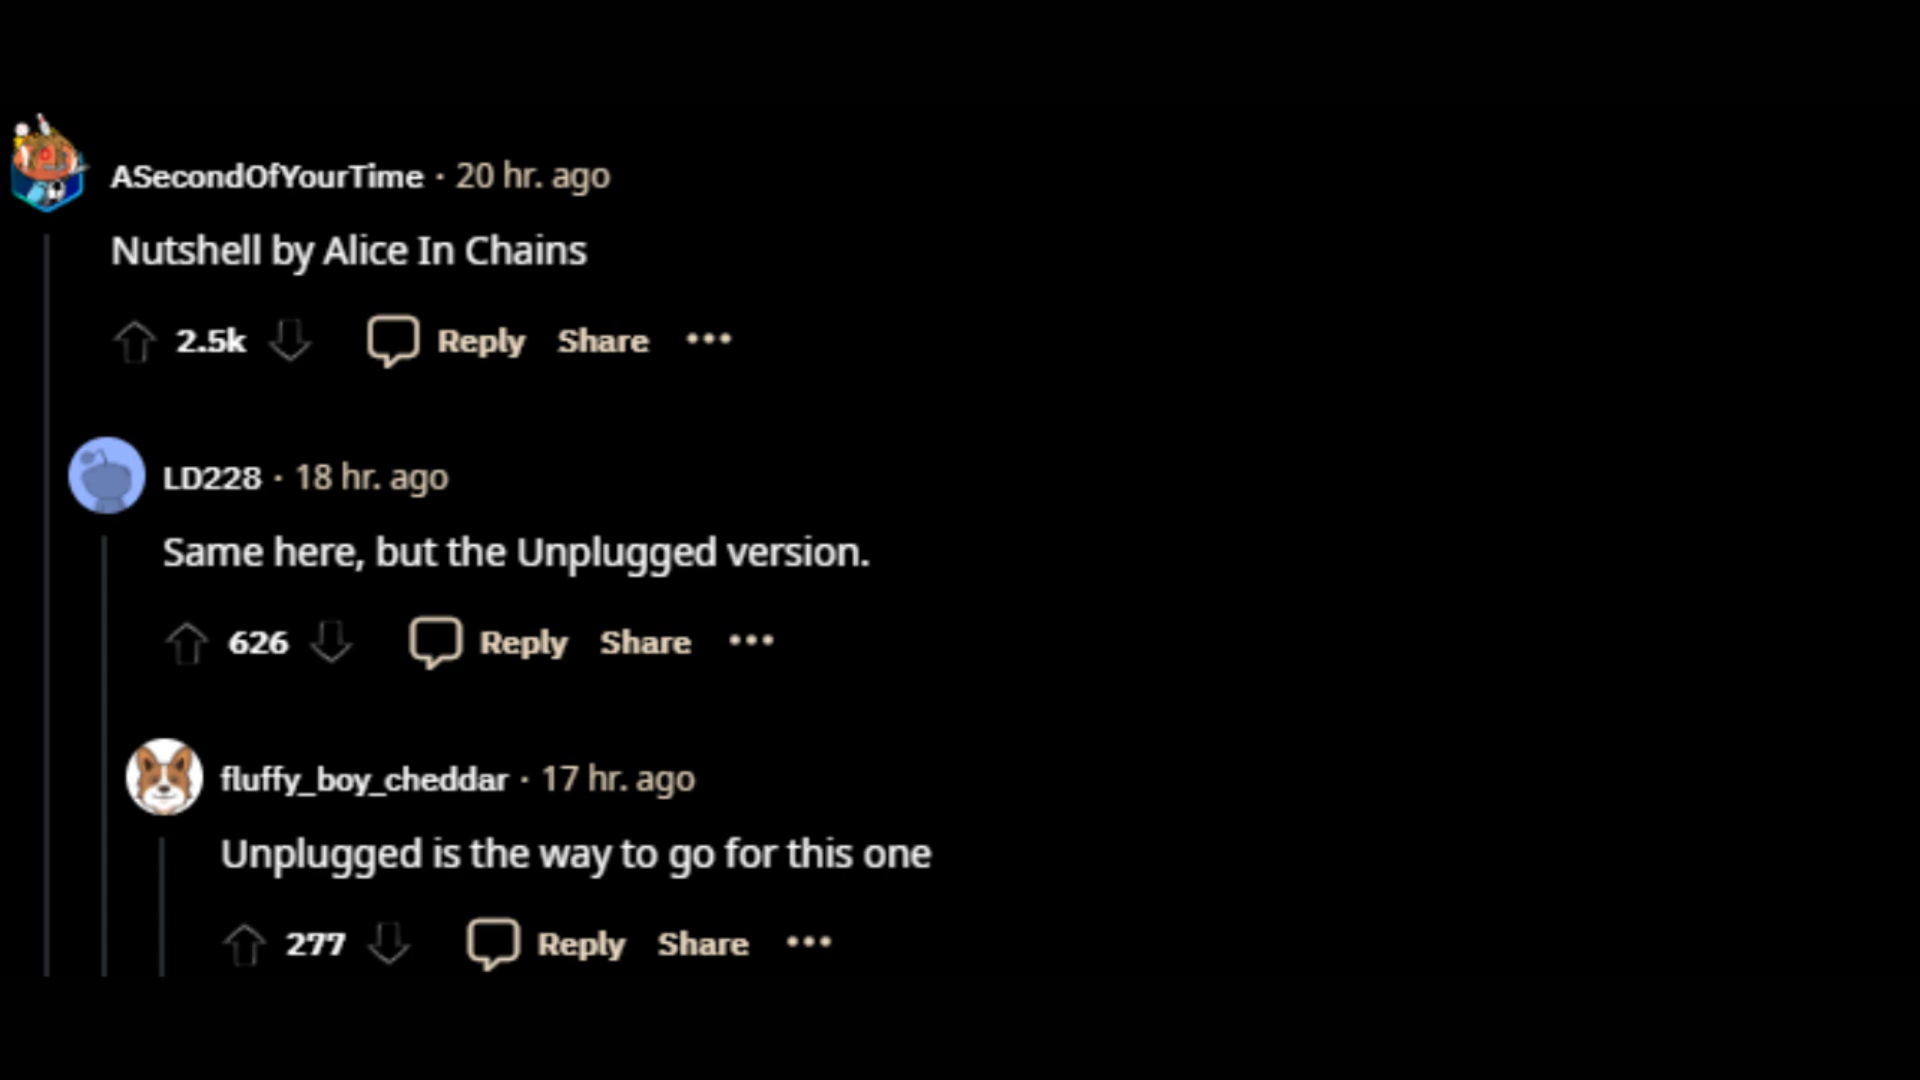 ASecondOfYourTime · 20 hr. ago
Nutshell by Alice In Chains
2.5k Reply Share •••
LD228 · 18 hr. ago
Same here, but the Unplugged version.
626 Reply Share •••
fluffy_boy_cheddar · 17 hr. ago
Unplugged is the way to go for this one
277 Reply Share •••